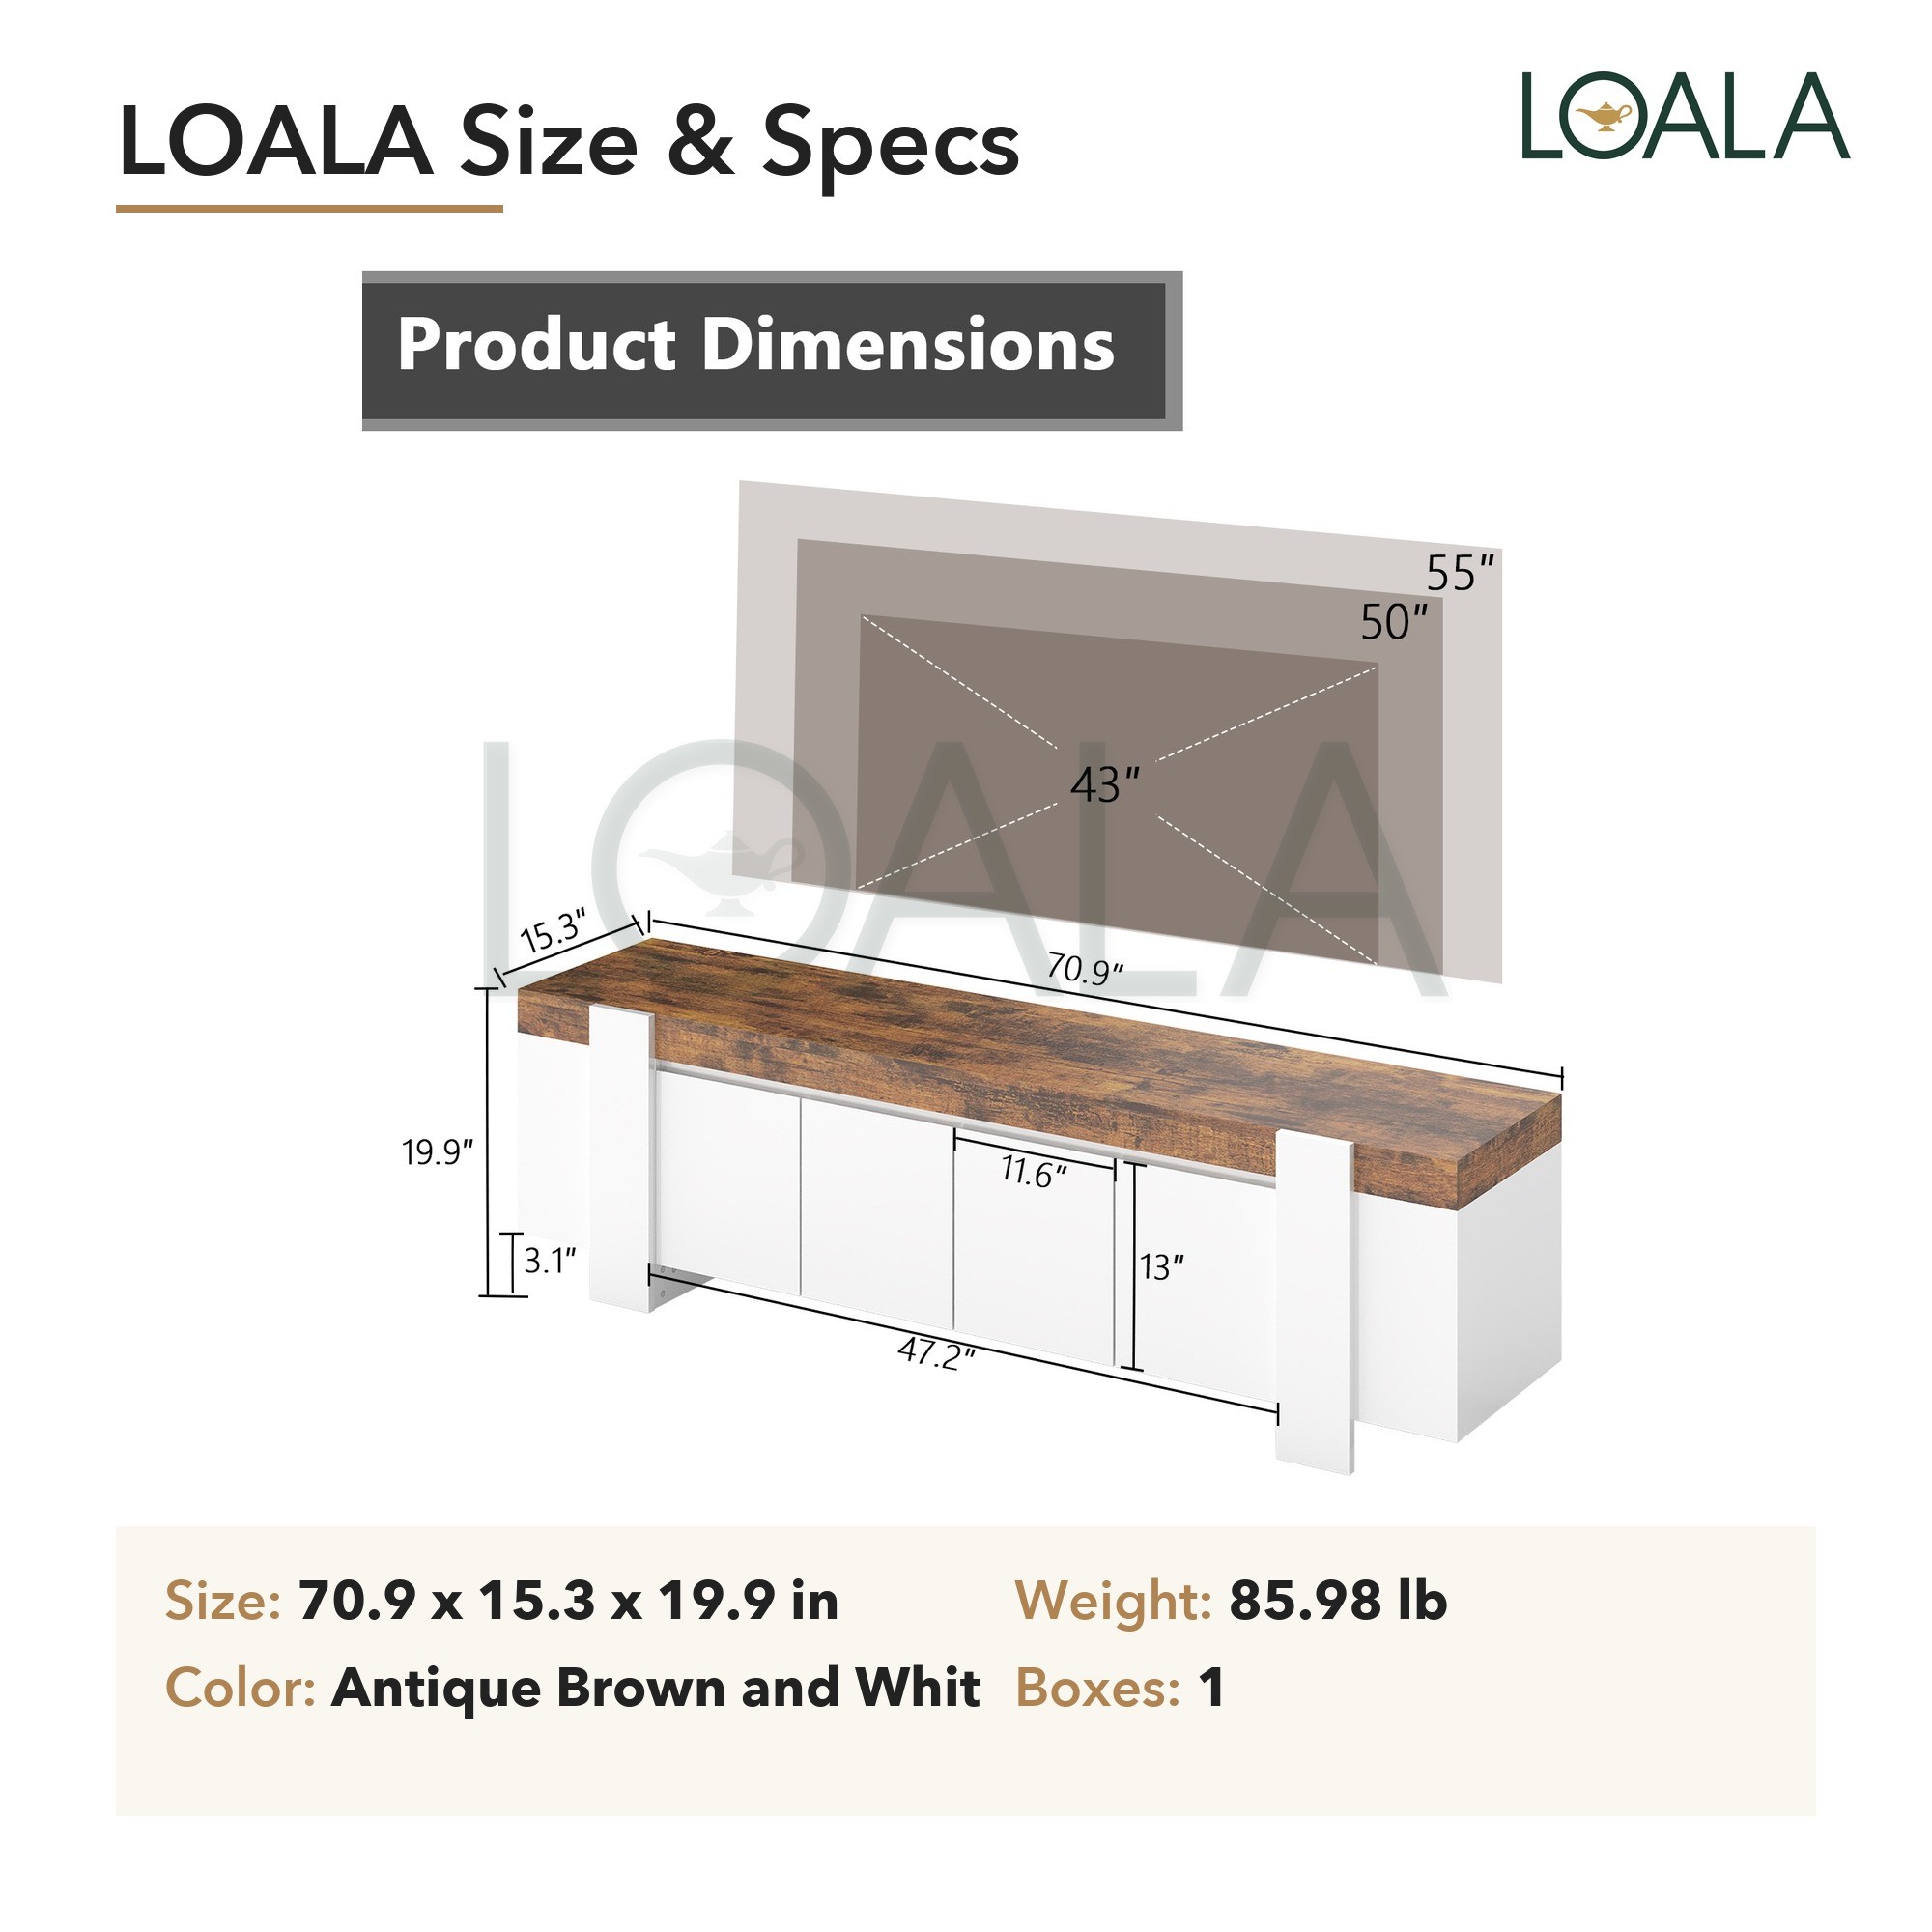 LOALA Size & Specs
LOALA
Product Dimensions
55"
50"
43"
LOALA
15.3"
70.9"
19.9"
11.6"
3.1"
13"
47.2"
Size: 70.9 x 15.3 x 19.9 in
Weight: 85.98 lb
Color: Antique Brown and Whit
Boxes: 1